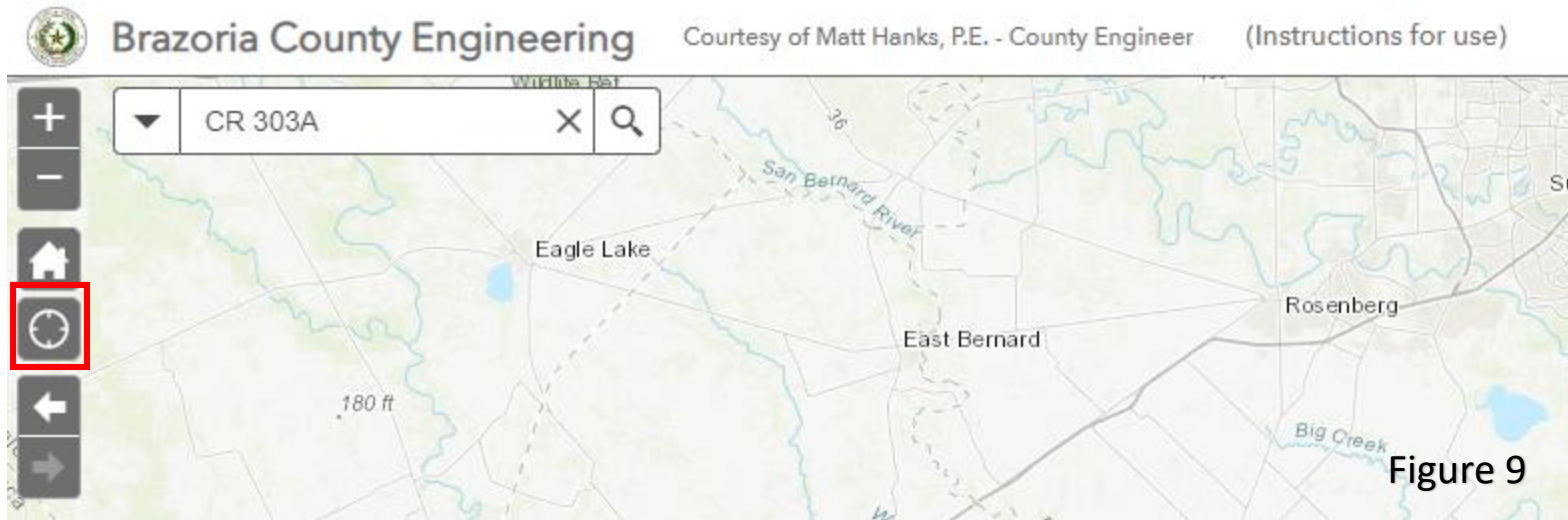 Brazoria County Engineering Courtesy of Matt Hanks, P.E. - County Engineer (Instructions for use)
CR 303A
36
San Bernard River
Eagle Lake
Rosenberg
East Bernard
180 ft
Big Creek
Figure 9